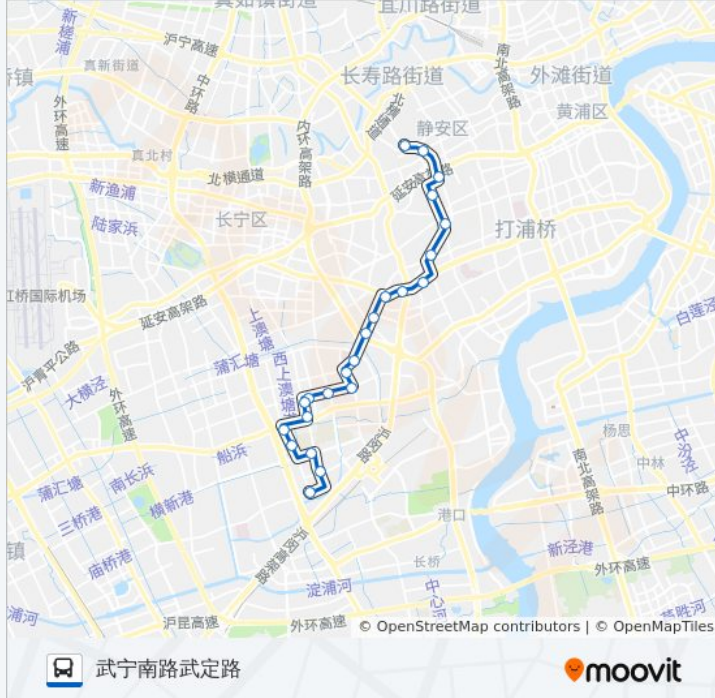 真如镇街道
宜川路街道
新槎浦
沪宁高速
真新街道
中环路
长寿路街道
南北高架路
外滩街道
黄浦区
外环高速
内环高架路
北横通道
静安区
真北村
北横通道
延安高架路
新渔浦
陆家浜
长宁区
打浦桥
虹桥国际机场
延安高架路
上澳塘
白莲泾
沪青平公路
蒲汇塘
西上澳塘
大横泾
外环高速
船浜
沪闵路
杨思
中汾泾
中林
南北高架路
蒲汇塘
南长浜
横新港
三桥港
中环路
港口
庙桥港
沪闵高架路
新泾港
长桥
外环高速
淀浦河
中心河
沪昆高速
外环高速
© OpenStreetMap contributors | © OpenMapTiles
武宁南路武定路
moovit